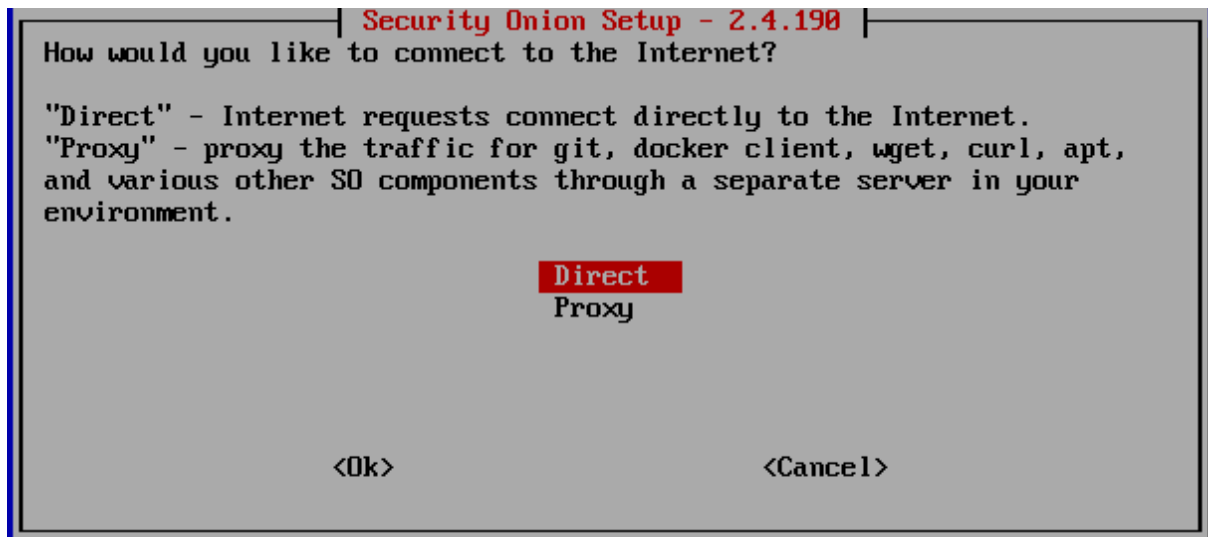 Security Onion Setup - 2.4.190
How would you like to connect to the Internet?
"Direct" - Internet requests connect directly to the Internet.
"Proxy" - proxy the traffic for git, docker client, wget, curl, apt,
and various other SO components through a separate server in your
environment.
Direct
Proxy
<Ok> <Cancel>